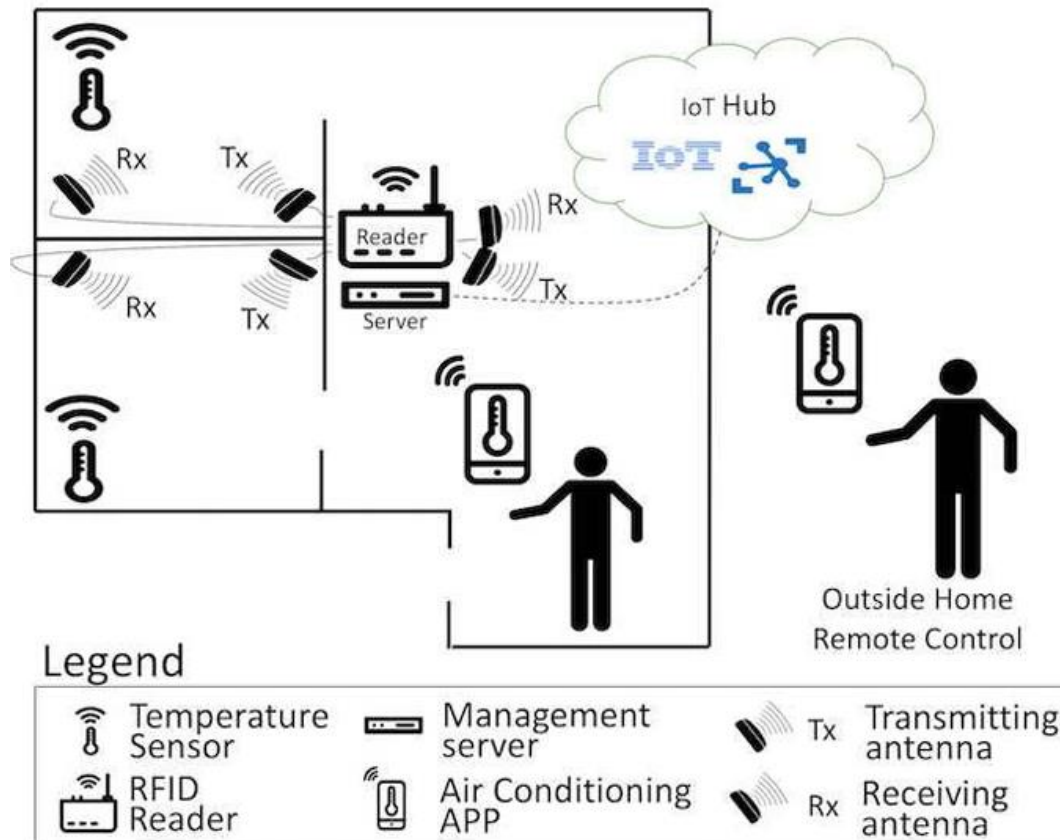 IoT Hub
IoT
Rx
Tx
Rx
Reader
Rx
Tx
Tx
Server
Outside Home
Remote Control
Legend
Temperature
Sensor
Management
server
Tx
Transmitting
antenna
RFID
Reader
Air Conditioning
APP
Rx
Receiving
antenna